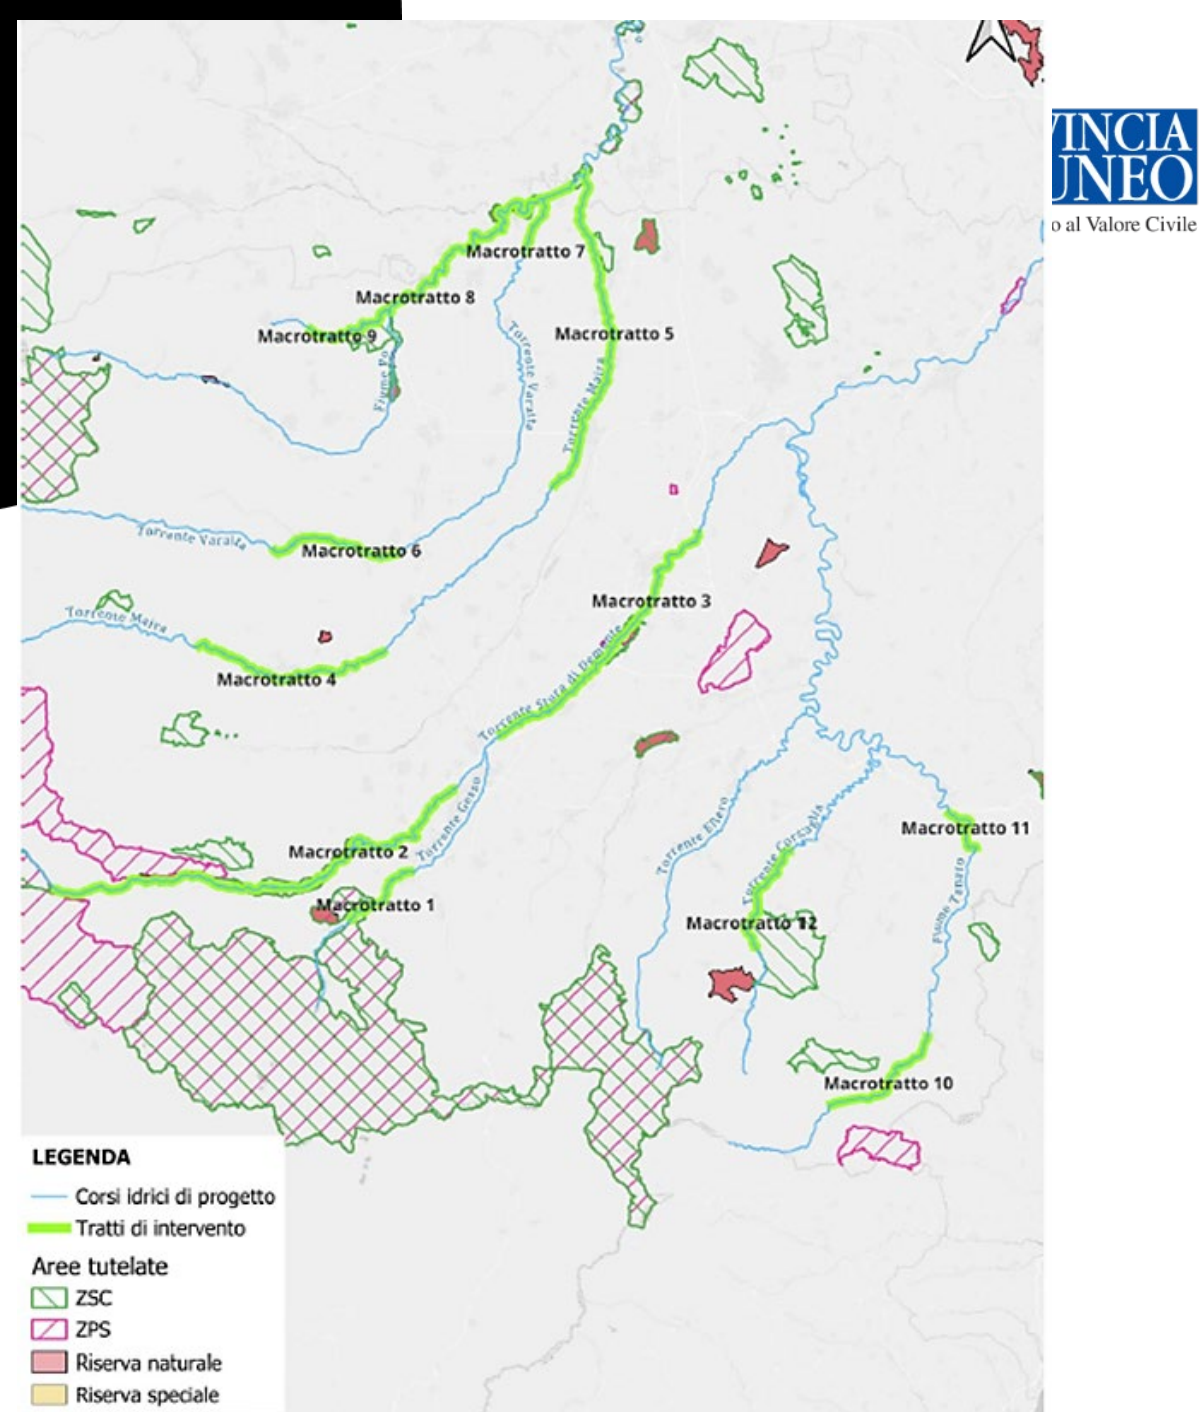 VINCIA
UNEO
o al Valore Civile
Macrotratto 7
Macrotratto 8
Macrotratto 9
Macrotratto 5
Fiume Po
Torrente Varaita
Torrente Maira
Torrente Varaita
Macrotratto 6
Macrotratto 3
Torrente Maira
Macrotratto 4
Torrente Stura di Demonte
Torrente Gesso
Macrotratto 2
Macrotratto 1
Torrente Ellero
Torrente Corsaglia
Macrotratto 11
Fiume Tanaro
Macrotratto 12
Macrotratto 10
LEGENDA
Corsi idrici di progetto
Tratti di intervento
Aree tutelate
ZSC
ZPS
Riserva naturale
Riserva speciale